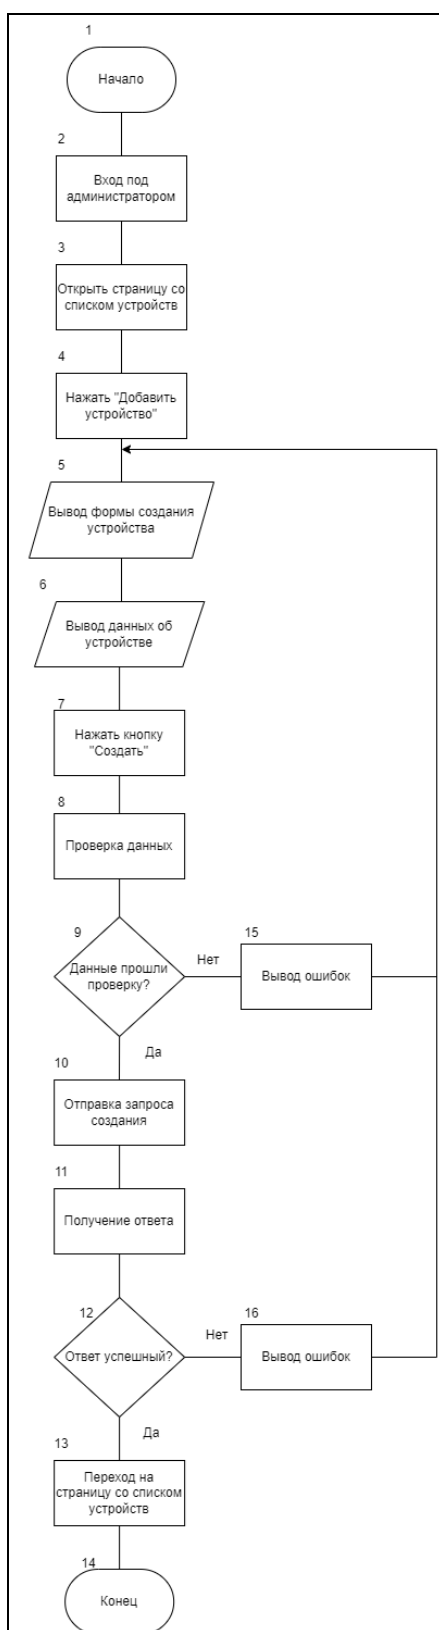 1
Начало
2
Вход под
администратором
3
Открыть страницу со
списком устройств
4
Нажать "Добавить
устройство"
5
Вывод формы создания
устройства
6
Вывод данных об
устройстве
7
Нажать кнопку
"Создать"
8
Проверка данных
9
Данные прошли
проверку?
Нет
15
Вывод ошибок
Да
10
Отправка запроса
создания
11
Получение ответа
12
Ответ успешный?
Нет
16
Вывод ошибок
Да
13
Переход на
страницу со списком
устройств
14
Конец